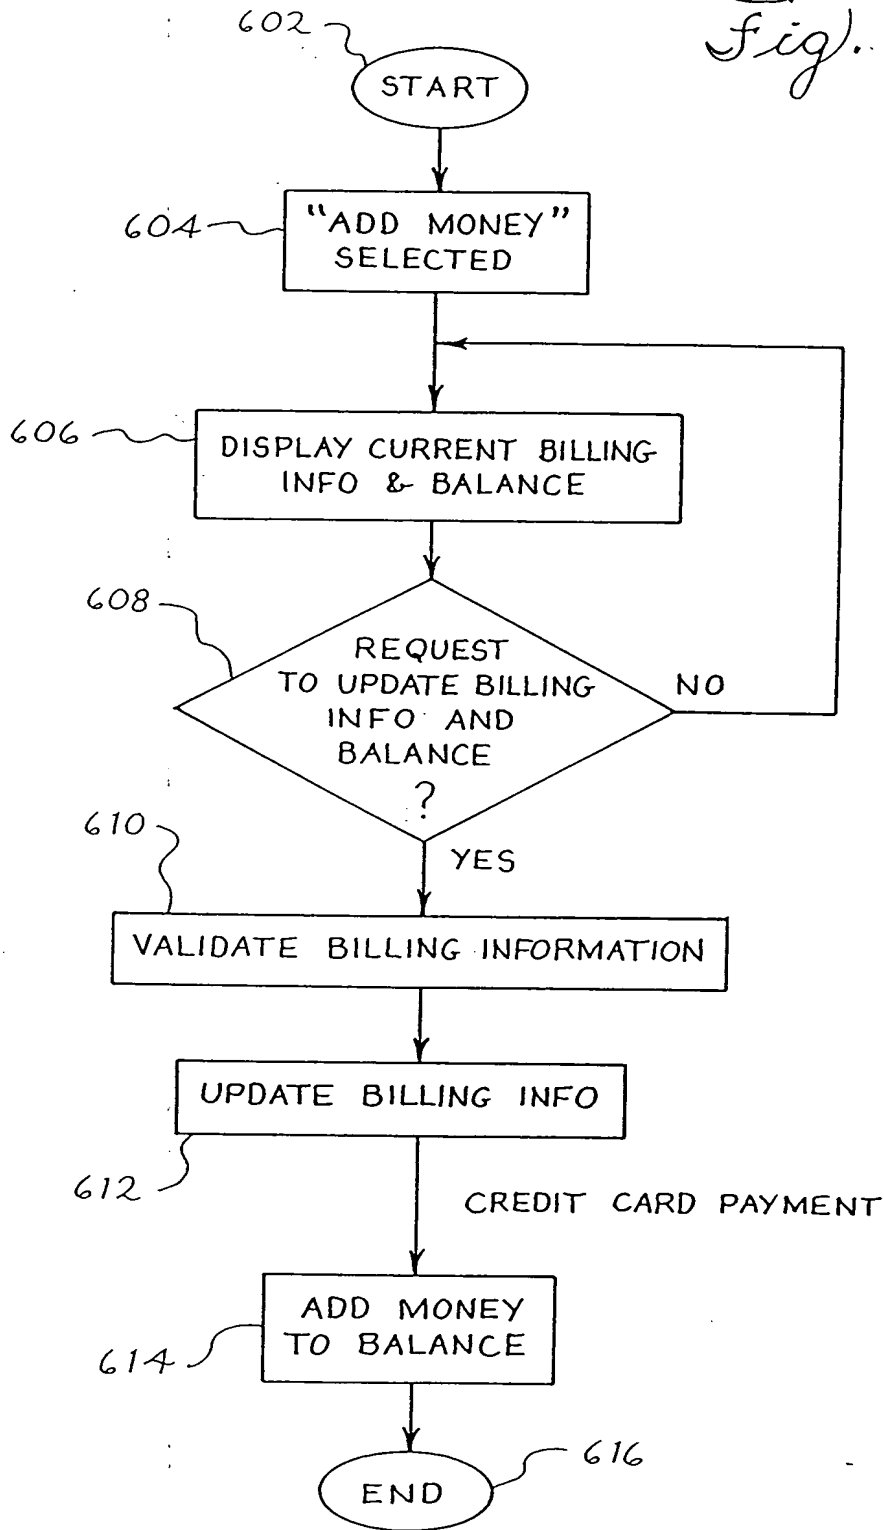 Fig.
602
START
604
"ADD MONEY"
SELECTED
606
DISPLAY CURRENT BILLING
INFO & BALANCE
608
REQUEST
TO UPDATE BILLING
INFO AND
BALANCE
?
NO
610
YES
VALIDATE BILLING INFORMATION
UPDATE BILLING INFO
612
CREDIT CARD PAYMENT
ADD MONEY
TO BALANCE
614
616
END